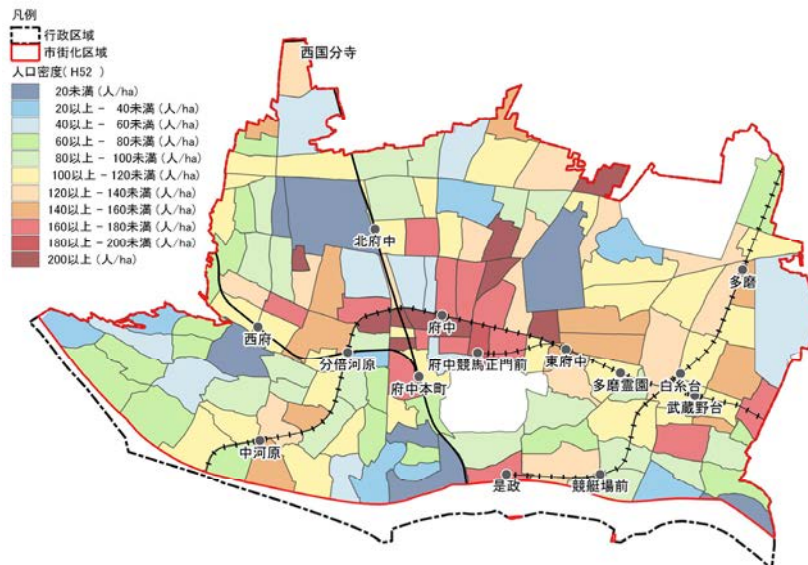 凡例
行政区域
市街化区域
人口密度(H52 )
20未満(人/ha)
20以上 - 40未満(人/ha)
40以上 - 60未満(人/ha)
60以上 - 80未満(人/ha)
80以上 - 100未満(人/ha)
100以上 - 120未満(人/ha)
120以上 - 140未満(人/ha)
140以上 - 160未満(人/ha)
160以上 - 180未満(人/ha)
180以上 - 200未満(人/ha)
200以上 (人/ha)
西国分寺
北府中
多磨
府中
西府
分倍河原
府中競馬正門前
東府中
府中本町
多磨霊園
白糸台
武蔵野台
中河原
是政
競艇場前